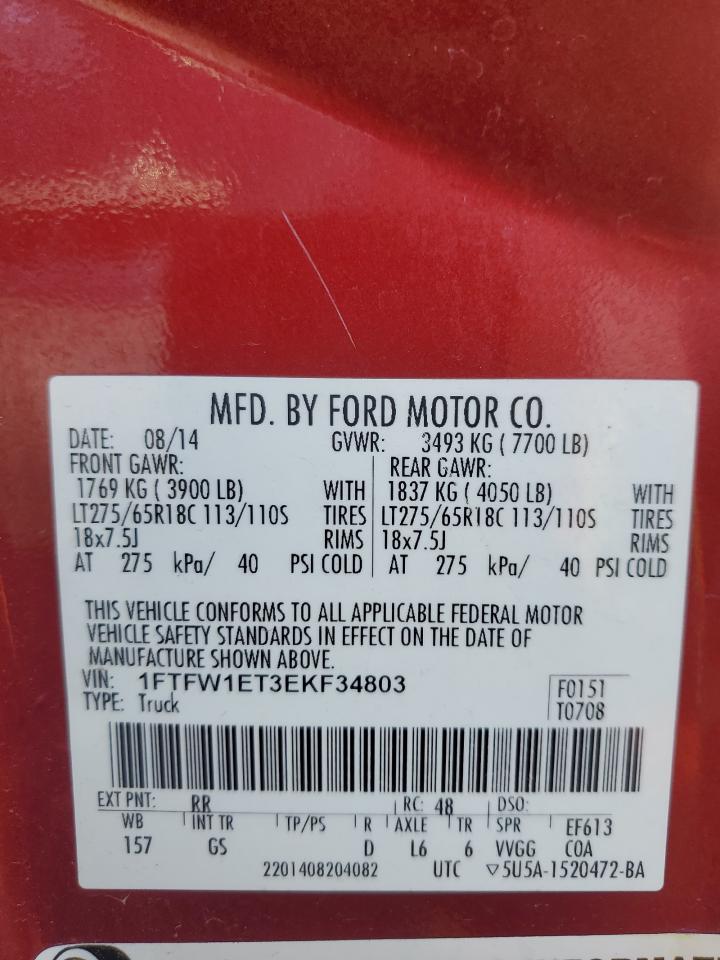 MFD. BY FORD MOTOR CO.
DATE: 08/14 GVWR: 3493 KG ( 7700 LB)
FRONT GAWR: REAR GAWR:
1769 KG ( 3900 LB) WITH 1837 KG ( 4050 LB) WITH
LT275/65R18C 113/110S TIRES LT275/65R18C 113/110S TIRES
18x7.5J RIMS 18x7.5J RIMS
AT 275 kPa/ 40 PSI COLD AT 275 kPa/ 40 PSI COLD
THIS VEHICLE CONFORMS TO ALL APPLICABLE FEDERAL MOTOR
VEHICLE SAFETY STANDARDS IN EFFECT ON THE DATE OF
MANUFACTURE SHOWN ABOVE.
VIN: 1FTFW1ET3EKF34803 F0151
TYPE: Truck T0708
EXT PNT: RR RC: 48 DSO:
WB INT TR TP/PS R AXLE TR SPR EF613
157 GS D L6 6 VVGG COA
2201408204082 UTC ▽5U5A-1520472-BA